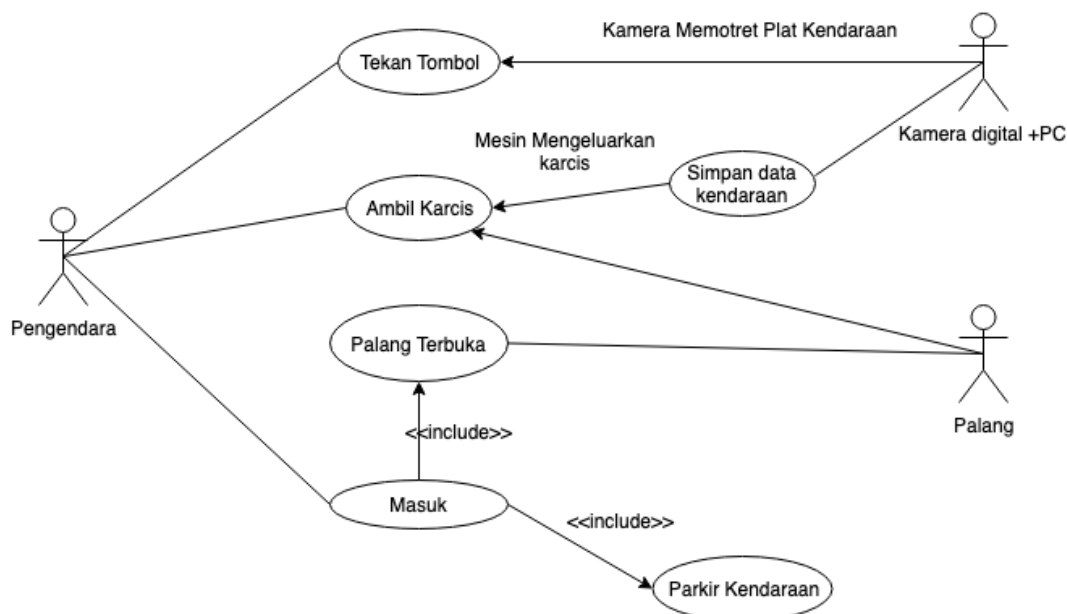 Kamera Memotret Plat Kendaraan
Tekan Tombol
Kamera digital +PC
Mesin Mengeluarkan
karcis
Simpan data
kendaraan
Ambil Karcis
Pengendara
Palang Terbuka
Palang
<<include>>
Masuk
<<include>>
Parkir Kendaraan